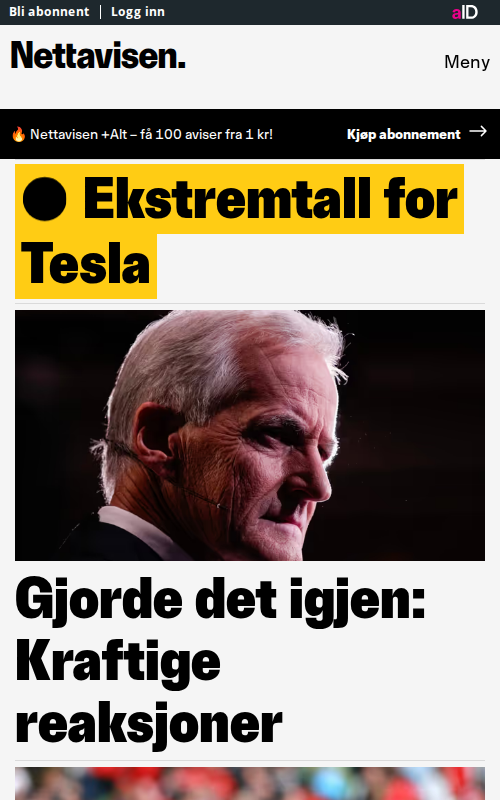 Bli abonnent | Logg inn
aID
Nettavisen.
Meny
🔥 Nettavisen +Alt – få 100 aviser fra 1 kr!
Kjøp abonnement →
● Ekstremtall for
Tesla
Gjorde det igjen:
Kraftige
reaksjoner